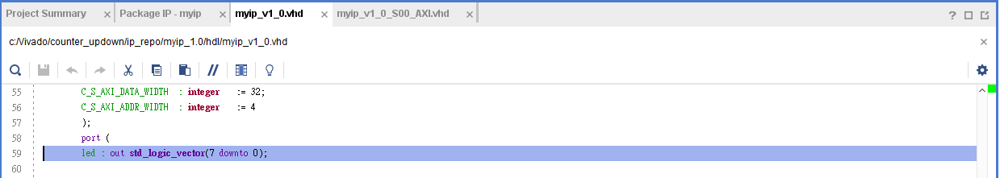 Project Summary × Package IP - myip × myip_v1_0.vhd × myip_v1_0_S00_AXI.vhd × ?
c:/Vivado/counter_updown/ip_repo/myip_1.0/hdl/myip_v1_0.vhd ×
//
55 C_S_AXI_DATA_WIDTH : integer := 32;
56 C_S_AXI_ADDR_WIDTH : integer := 4
57 );
58 port (
59 led : out std_logic_vector(7 downto 0);
60